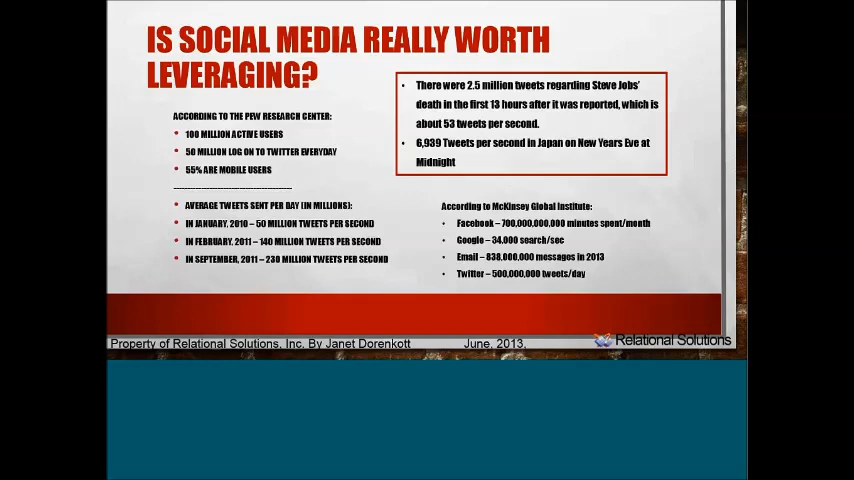 IS SOCIAL MEDIA REALLY WORTH
LEVERAGING?
• There were 2.5 million tweets regarding Steve Jobs'
death in the first 13 hours after it was reported, which is
about 53 tweets per second.
• 6,939 Tweets per second in Japan on New Years Eve at
Midnight
ACCORDING TO THE PEW RESEARCH CENTER:
• 100 MILLION ACTIVE USERS
• 50 MILLION LOG ON TO TWITTER EVERYDAY
• 55% ARE MOBILE USERS
----------------------------------------
• AVERAGE TWEETS SENT PER DAY (IN MILLIONS):
• IN JANUARY, 2010 – 50 MILLION TWEETS PER SECOND
• IN FEBRUARY, 2011 – 140 MILLION TWEETS PER SECOND
• IN SEPTEMBER, 2011 – 230 MILLION TWEETS PER SECOND
According to McKinsey Global Institute:
• Facebook – 700,000,000,000 minutes spent/month
• Google – 34,000 search/sec
• Email – 838,000,000 messages in 2013
• Twitter – 500,000,000 tweets/day
Property of Relational Solutions, Inc. By Janet Dorenkott June, 2013,
Relational Solutions